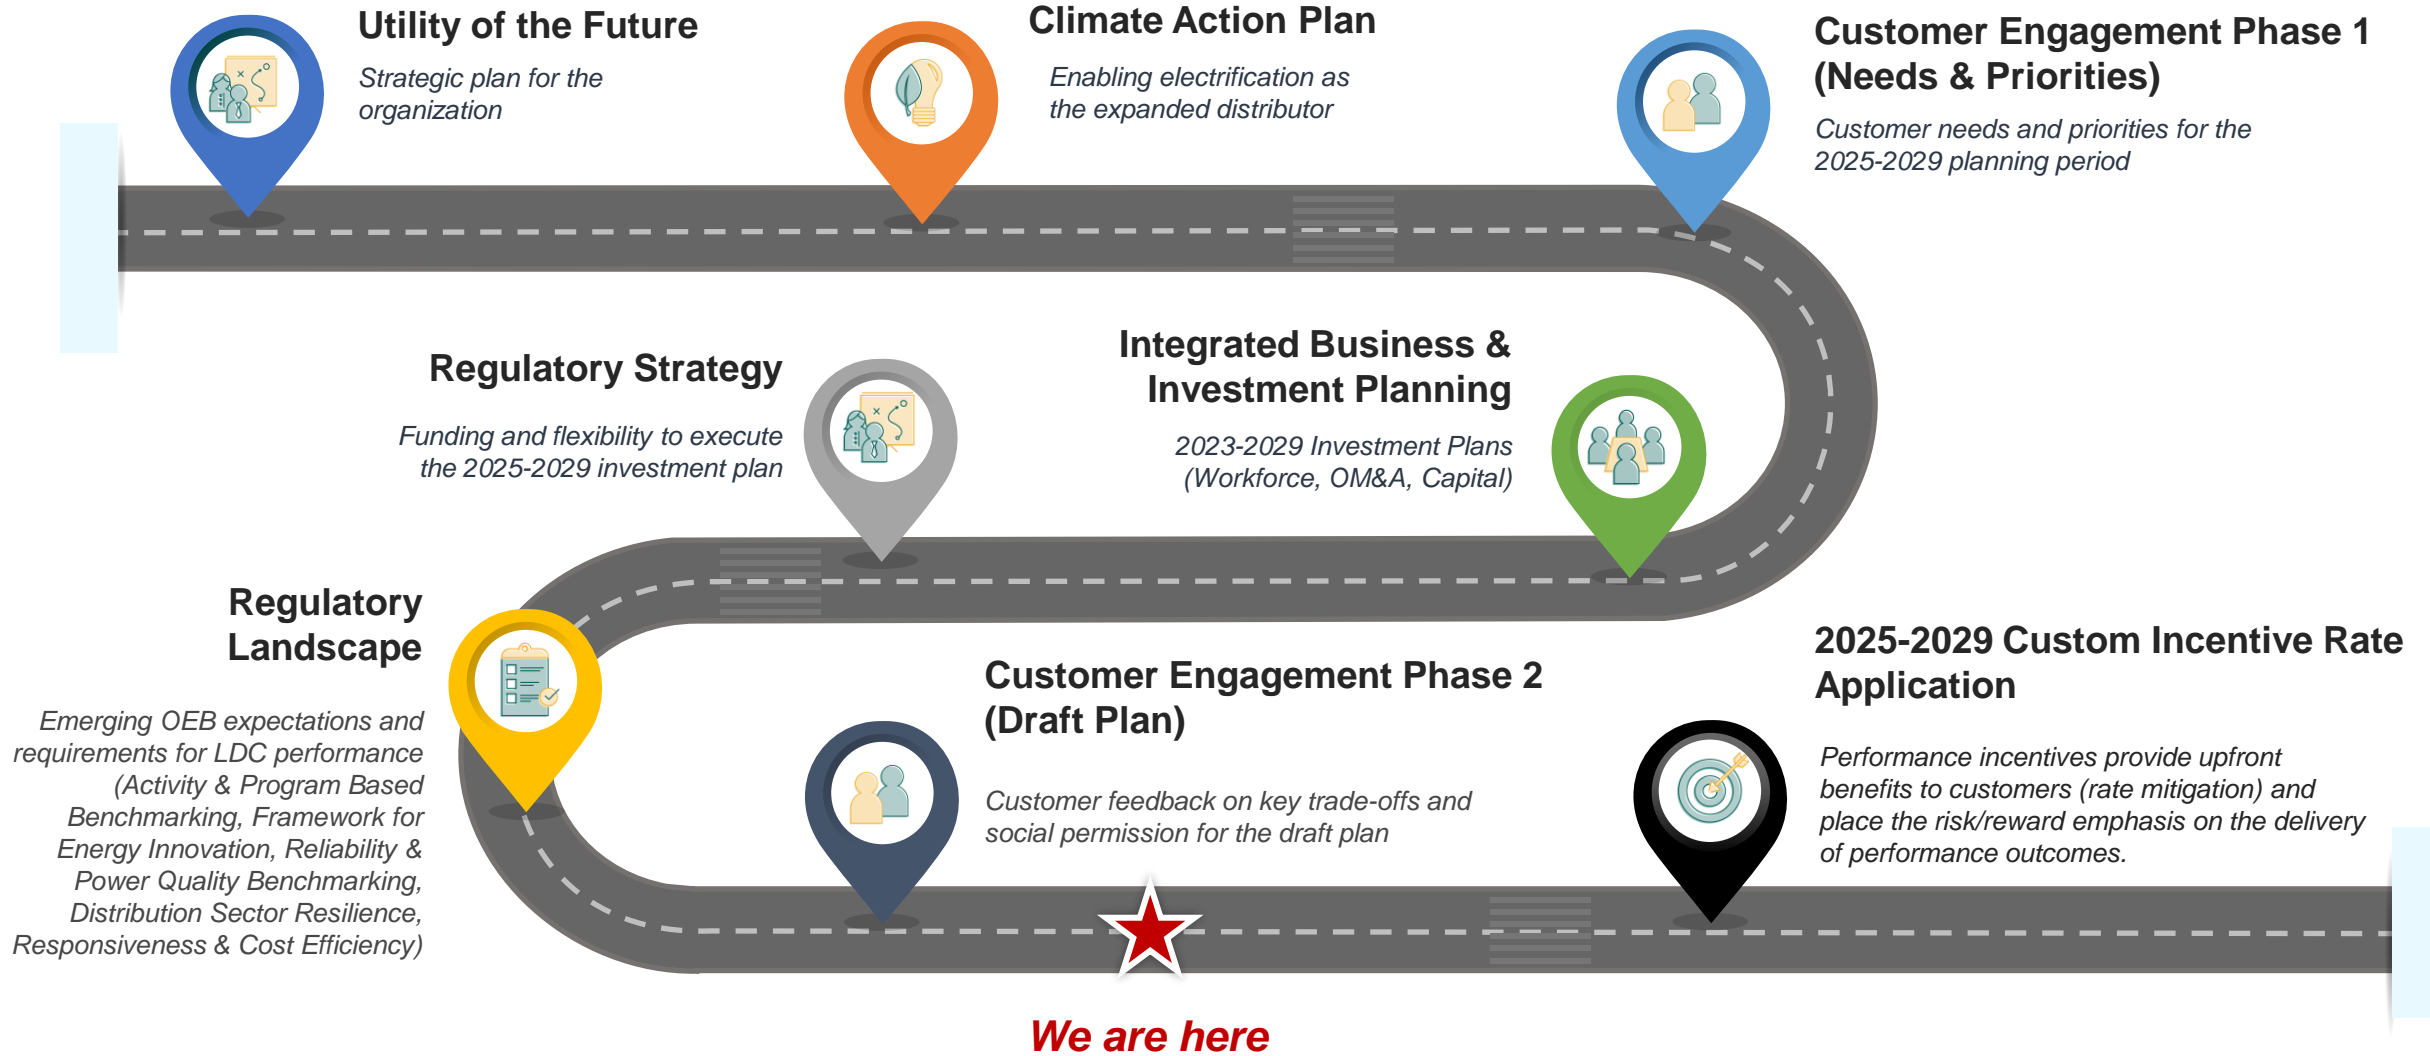 Utility of the Future
Strategic plan for the
organization
Climate Action Plan
Enabling electrification as
the expanded distributor
Customer Engagement Phase 1
(Needs & Priorities)
Customer needs and priorities for the
2025-2029 planning period
Integrated Business &
Investment Planning
2023-2029 Investment Plans
(Workforce, OM&A, Capital)
Regulatory Strategy
Funding and flexibility to execute
the 2025-2029 investment plan
Regulatory
Landscape
Emerging OEB expectations and
requirements for LDC performance
(Activity & Program Based
Benchmarking, Framework for
Energy Innovation, Reliability &
Power Quality Benchmarking,
Distribution Sector Resilience,
Responsiveness & Cost Efficiency)
Customer Engagement Phase 2
(Draft Plan)
Customer feedback on key trade-offs and
social permission for the draft plan
2025-2029 Custom Incentive Rate
Application
Performance incentives provide upfront
benefits to customers (rate mitigation) and
place the risk/reward emphasis on the delivery
of performance outcomes.
We are here